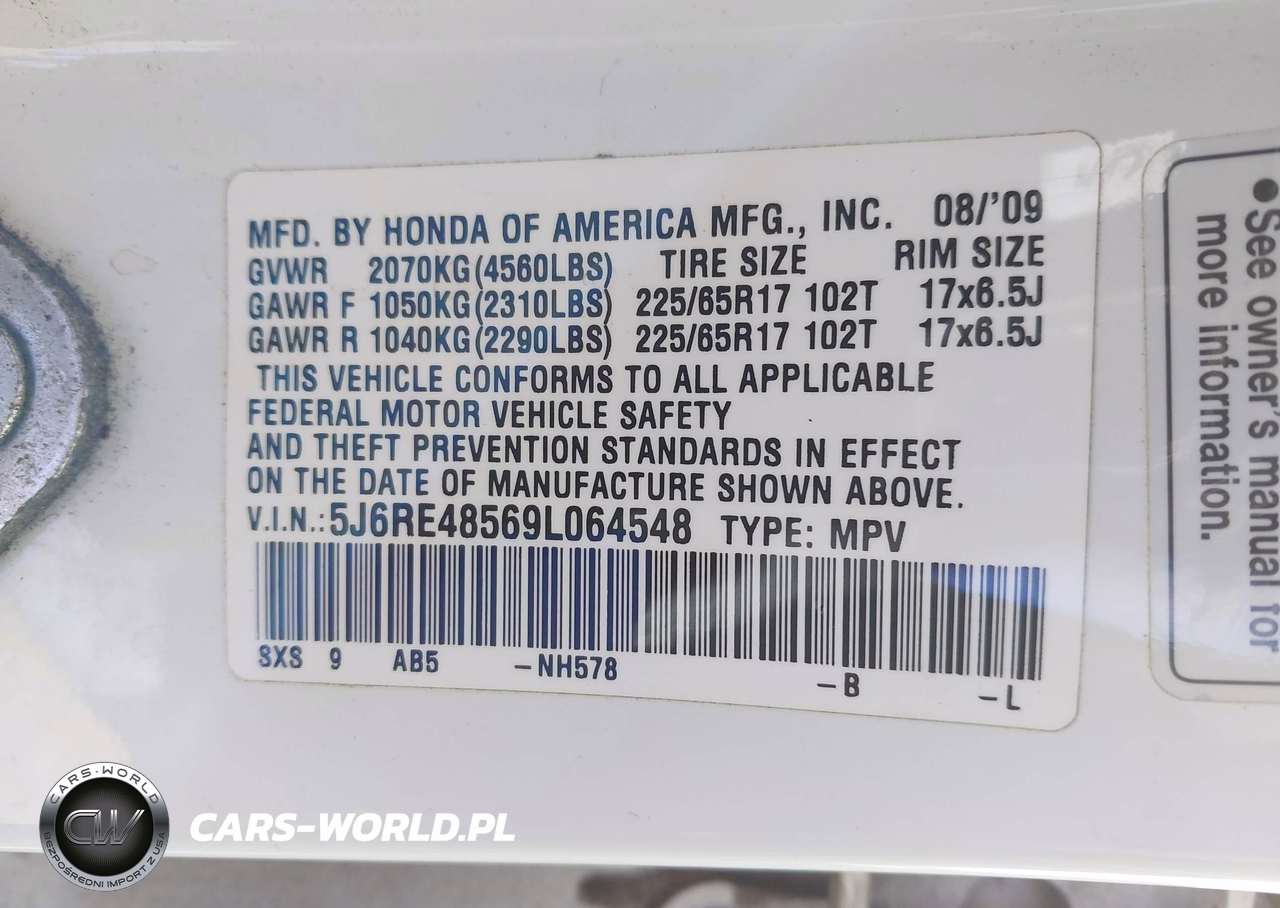 MFD. BY HONDA OF AMERICA MFG., INC. 08/'09
GVWR 2070KG(4560LBS) TIRE SIZE RIM SIZE
GAWR F 1050KG(2310LBS) 225/65R17 102T 17x6.5J
GAWR R 1040KG(2290LBS) 225/65R17 102T 17x6.5J
THIS VEHICLE CONFORMS TO ALL APPLICABLE
FEDERAL MOTOR VEHICLE SAFETY
AND THEFT PREVENTION STANDARDS IN EFFECT
ON THE DATE OF MANUFACTURE SHOWN ABOVE.
V.I.N.:5J6RE48569L064548 TYPE: MPV
SXS 9 AB5 -NH578 -B -L
●See owner's manual for
more information.
CARS-WORLD
CW
BEZPOŚREDNI IMPORT Z USA
CARS-WORLD.PL